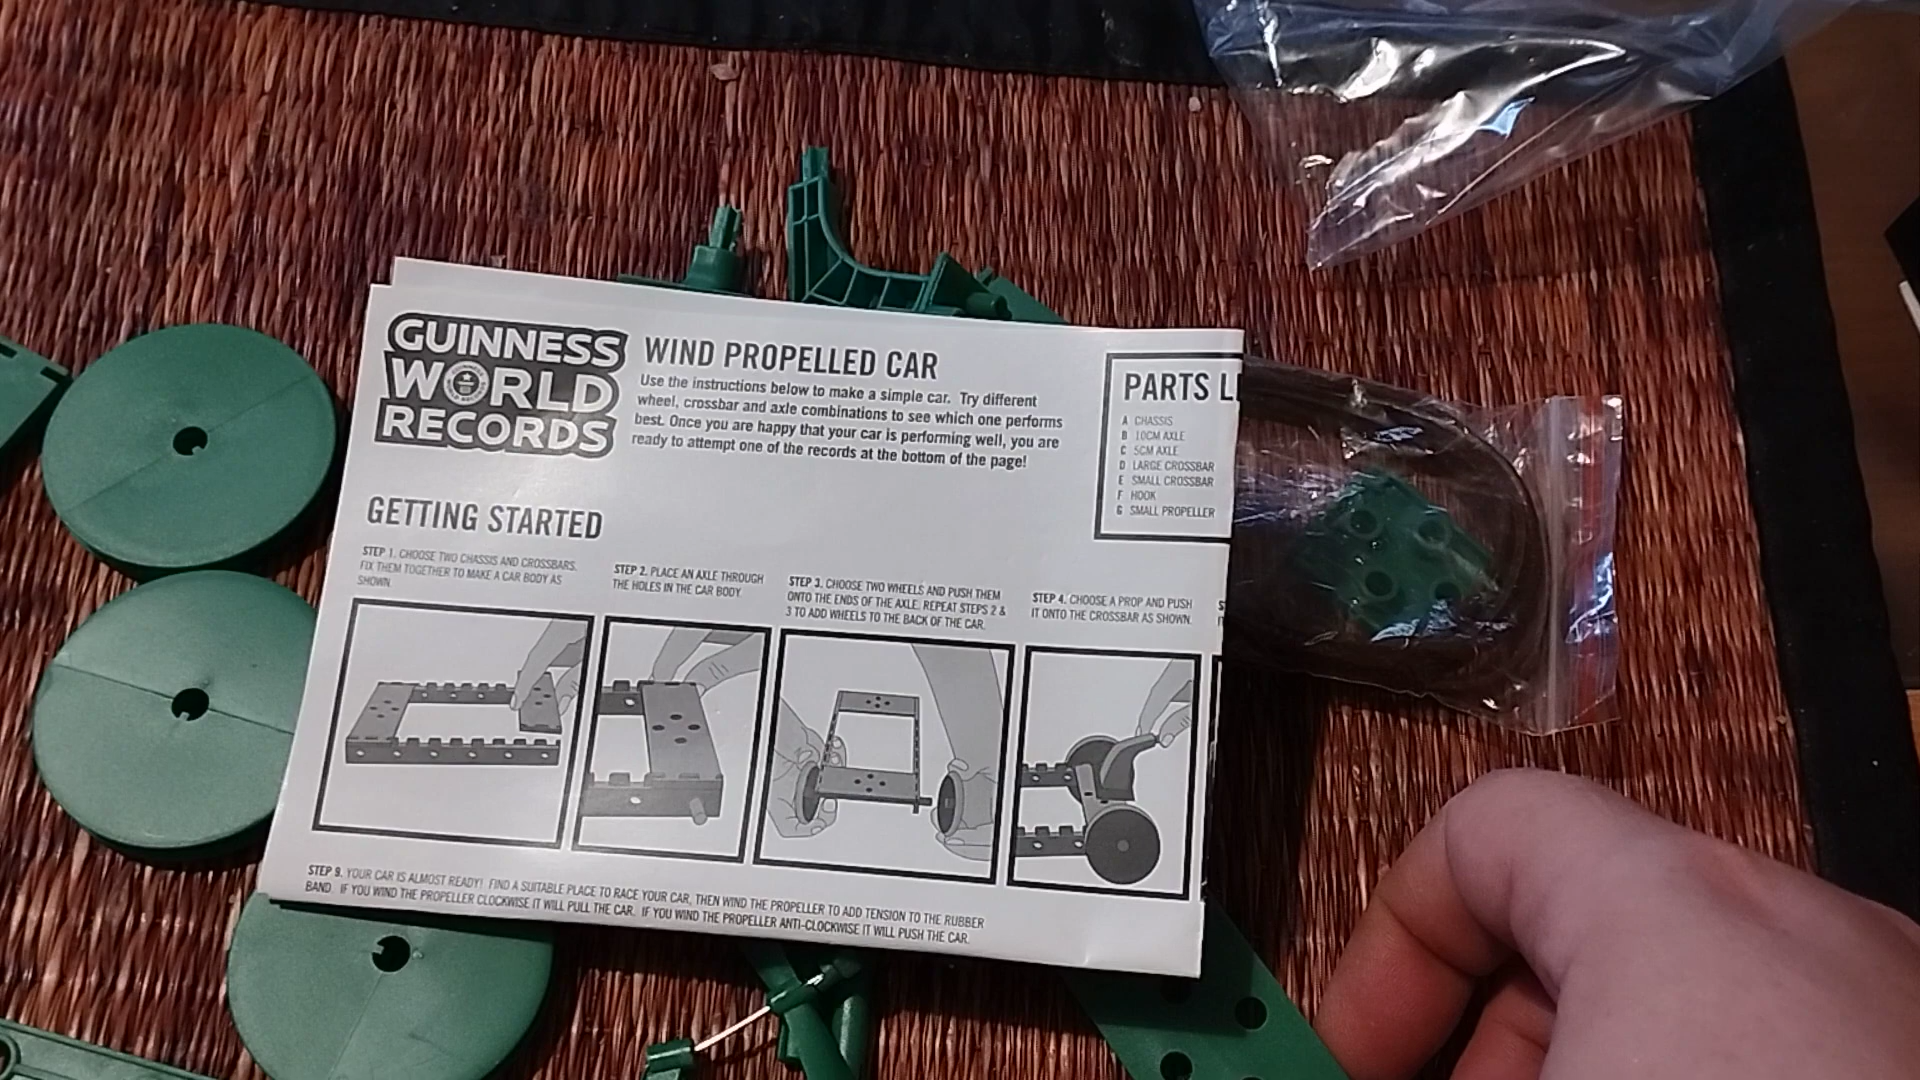 GUINNESS
WORLD
RECORDS
WIND PROPELLED CAR
Use the instructions below to make a simple car. Try different
wheel, crossbar and axle combinations to see which one performs
best. Once you are happy that your car is performing well, you are
ready to attempt one of the records at the bottom of the page!
PARTS
A CHASSIS
B 10CM AXLE
C 5CM AXLE
D LARGE CROSSBAR
E SMALL CROSSBAR
F HOOK
G SMALL PROPELLER
GETTING STARTED
STEP 1. CHOOSE TWO CHASSIS AND CROSSBARS.
FIX THEM TOGETHER TO MAKE A CAR BODY AS
SHOWN.
STEP 2. PLACE AN AXLE THROUGH
THE HOLES IN THE CAR BODY.
STEP 3. CHOOSE TWO WHEELS AND PUSH THEM
ONTO THE ENDS OF THE AXLE. REPEAT STEPS 2 &
3 TO ADD WHEELS TO THE BACK OF THE CAR.
STEP 4. CHOOSE A PROP AND PUSH
IT ONTO THE CROSSBAR AS SHOWN.
STEP 9. YOUR CAR IS ALMOST READY! FIND A SUITABLE PLACE TO RACE YOUR CAR, THEN WIND THE PROPELLER TO ADD TENSION TO THE RUBBER
BAND. IF YOU WIND THE PROPELLER CLOCKWISE IT WILL PULL THE CAR. IF YOU WIND THE PROPELLER ANTI-CLOCKWISE IT WILL PUSH THE CAR.